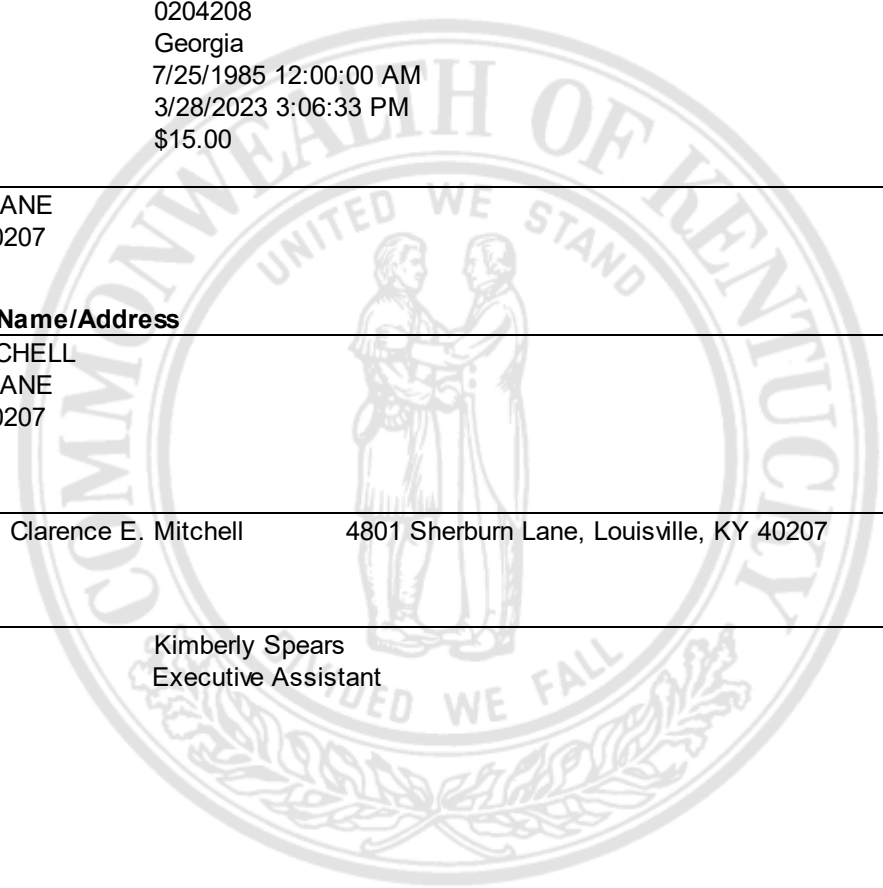 0204208
Georgia
7/25/1985 12:00:00 AM
3/28/2023 3:06:33 PM
$15.00
ANE
0207
Name/Address
CHELL
ANE
0207
Clarence E. Mitchell 4801 Sherburn Lane, Louisville, KY 40207
Kimberly Spears
Executive Assistant
COMMONWEALTH OF KENTUCKY
UNITED WE STAND
DIVIDED WE FALL